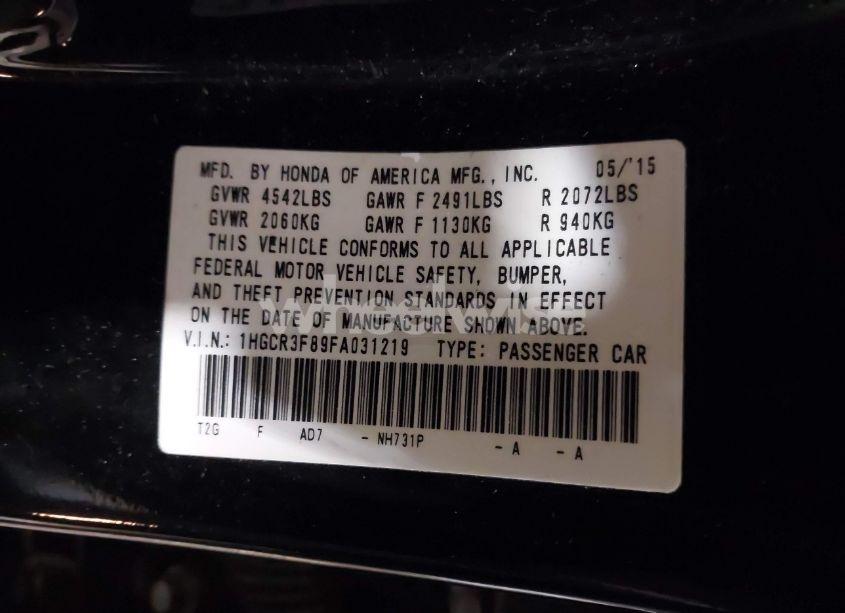 MFD. BY HONDA OF AMERICA MFG., INC. 05/'15
GVWR 4542LBS GAWR F 2491LBS R 2072LBS
GVWR 2060KG GAWR F 1130KG R 940KG
THIS VEHICLE CONFORMS TO ALL APPLICABLE
FEDERAL MOTOR VEHICLE SAFETY, BUMPER,
AND THEFT PREVENTION STANDARDS IN EFFECT
ON THE DATE OF MANUFACTURE SHOWN ABOVE.
wheelwise
V.I.N.: 1HGCR3F89FA031219 TYPE: PASSENGER CAR
T2G F AD7 - NH731P - A - A